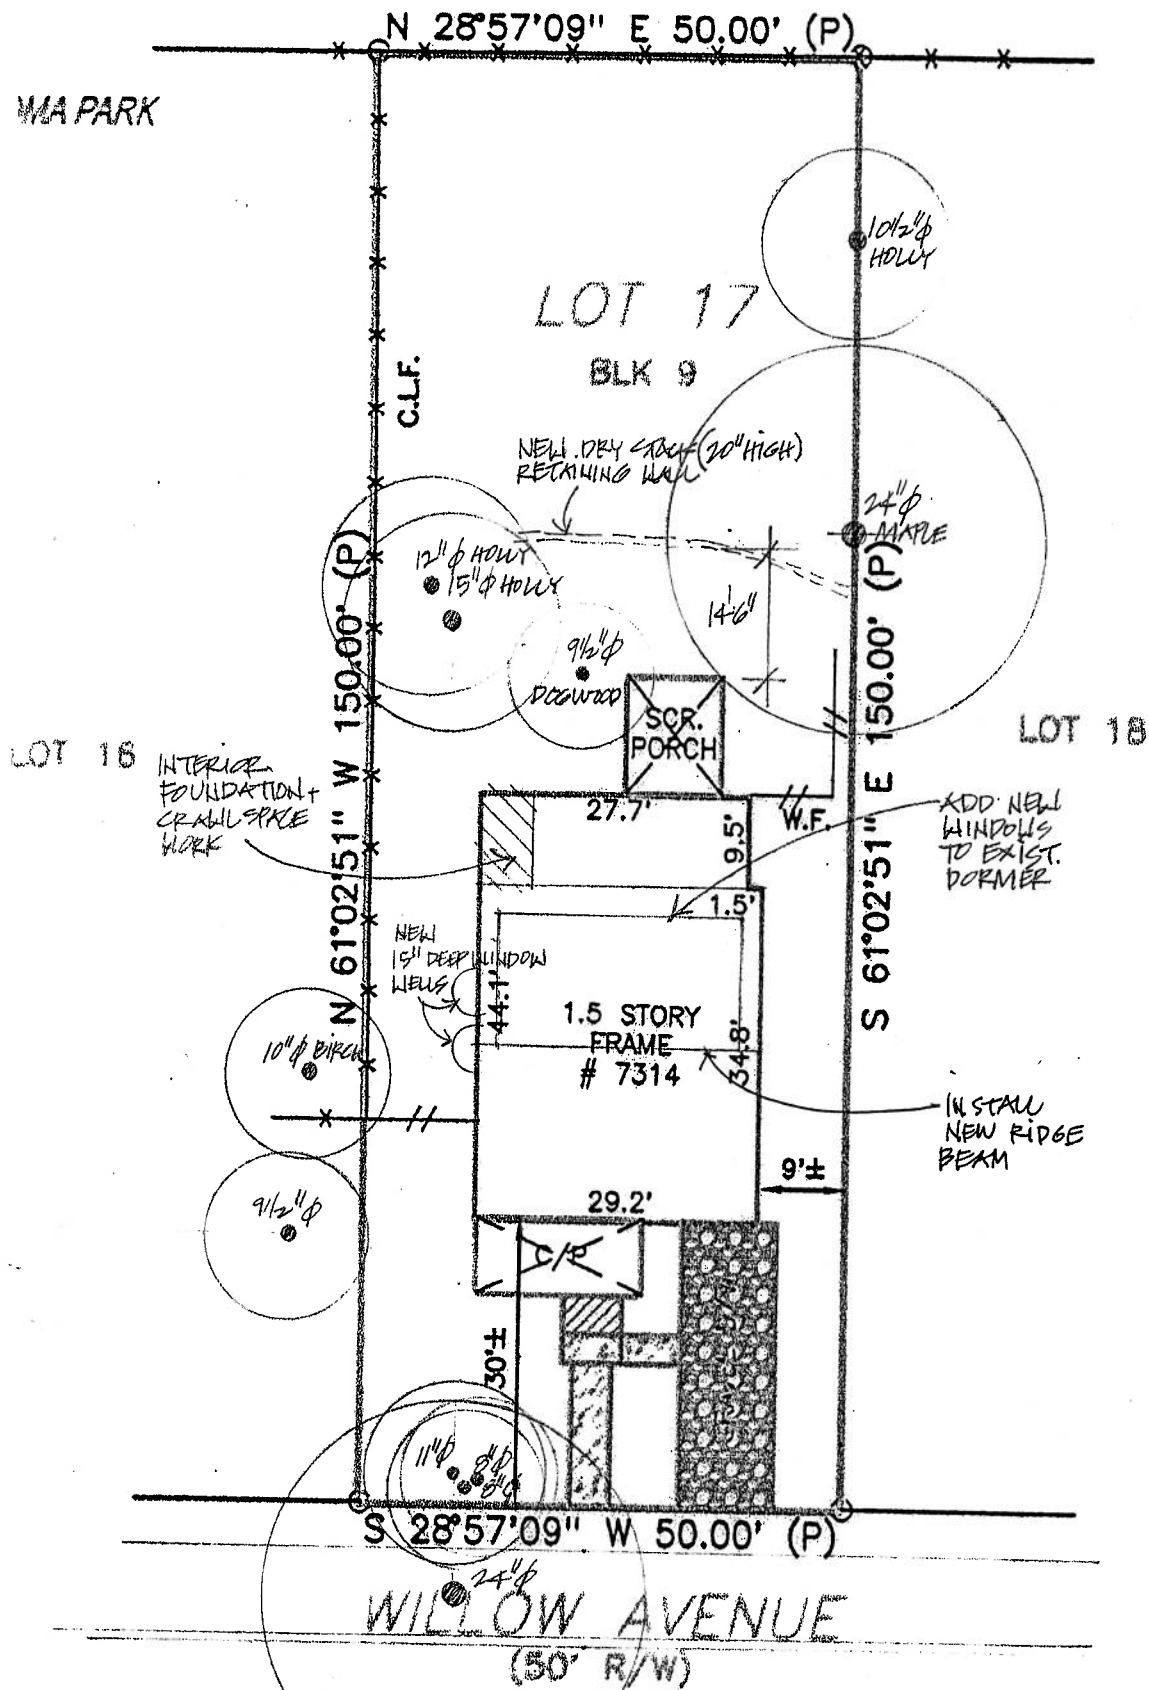 N 28°57'09" E 50.00' (P)
MA PARK
10 1/2"φ
HOLLY
LOT 17
BLK 9
C.L.F.
NEW DRY STACK (20" HIGH)
RETAINING WALL
24"φ
MAPLE
12"φ HOLLY
15"φ HOLLY
14'6"
9 1/2"φ
DOGWOOD
SCR.
PORCH
N 61°02'51" W 150.00' (P)
S 61°02'51" E 150.00' (P)
LOT 16
LOT 18
INTERIOR
FOUNDATION +
CRAWLSPACE
WORK
27.7'
W.F.
9.5'
ADD NEW
WINDOWS
TO EXIST.
DORMER
1.5'
NEW
15" DEEP WINDOW
WELLS
44.1'
1.5 STORY
FRAME
# 7314
34.8'
10"φ BIRCH
INSTALL
NEW RIDGE
BEAM
9'±
9 1/2"φ
29.2'
C/P
30'±
11"φ
8"φ
8"φ
S 28°57'09" W 50.00' (P)
24"φ
WILLOW AVENUE
(50' R/W)